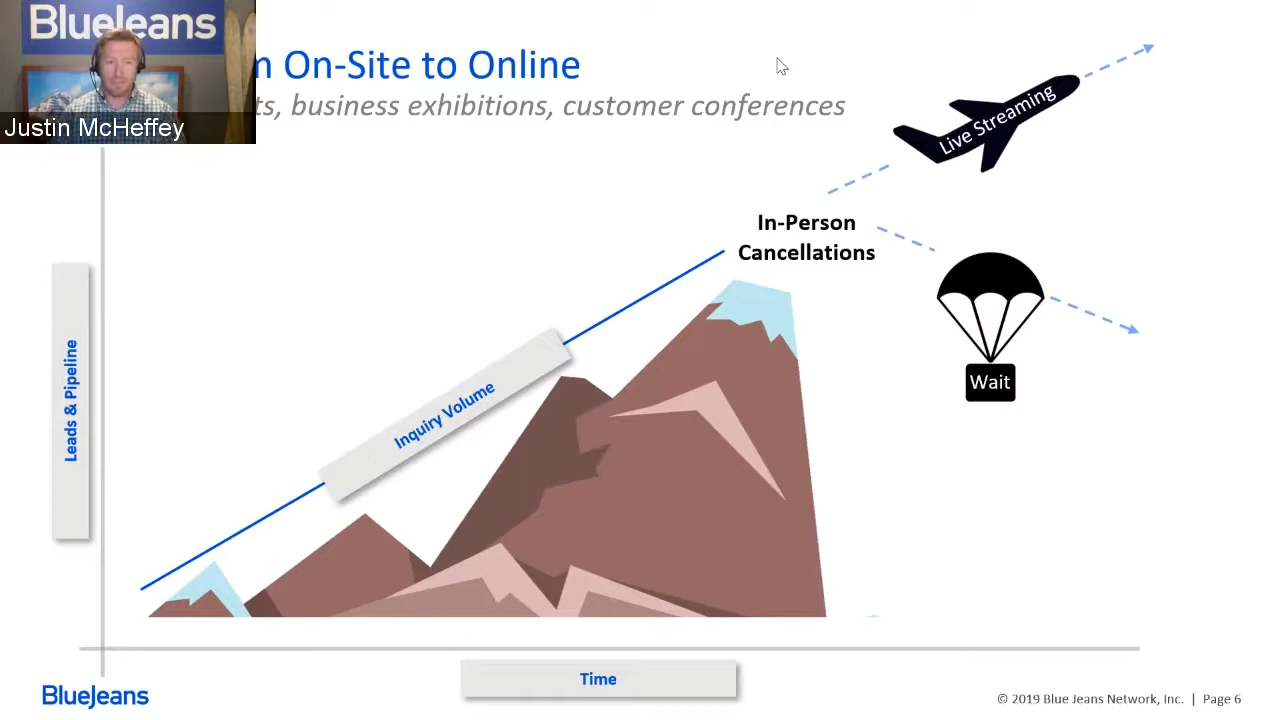 BlueJeans
Justin McHeffey
On-Site to Online
business exhibitions, customer conferences
Live Streaming
In-Person
Cancellations
Wait
Inquiry Volume
Leads & Pipeline
Time
BlueJeans
© 2019 Blue Jeans Network, Inc. | Page 6